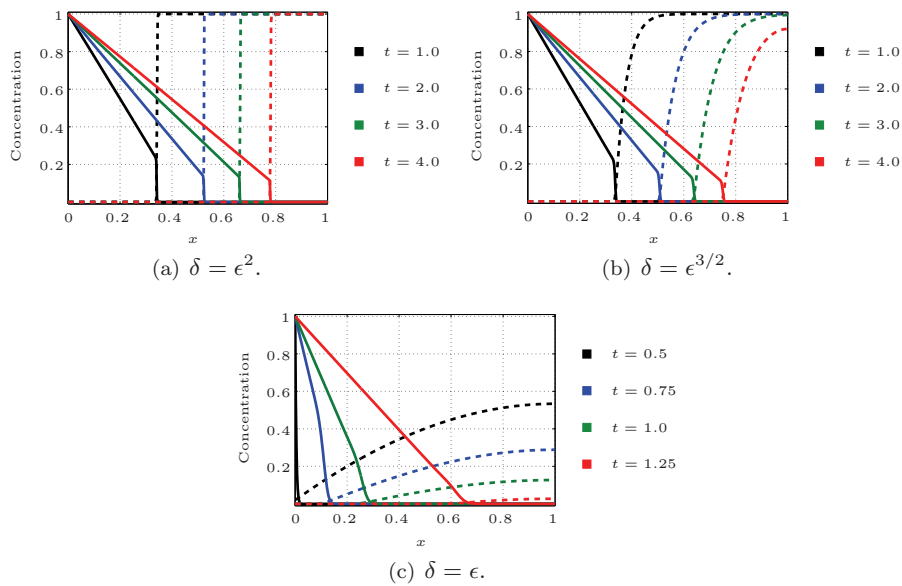 1
0.8
0.6
0.4
0.2
Concentration
0 0.2 0.4 0.6 0.8 1
x
t = 1.0
t = 2.0
t = 3.0
t = 4.0
(a) δ = ϵ².
1
0.8
0.6
0.4
0.2
Concentration
0 0.2 0.4 0.6 0.8 1
x
t = 1.0
t = 2.0
t = 3.0
t = 4.0
(b) δ = ϵ^{3/2}.
1
0.8
0.6
0.4
0.2
Concentration
0 0.2 0.4 0.6 0.8 1
x
t = 0.5
t = 0.75
t = 1.0
t = 1.25
(c) δ = ϵ.